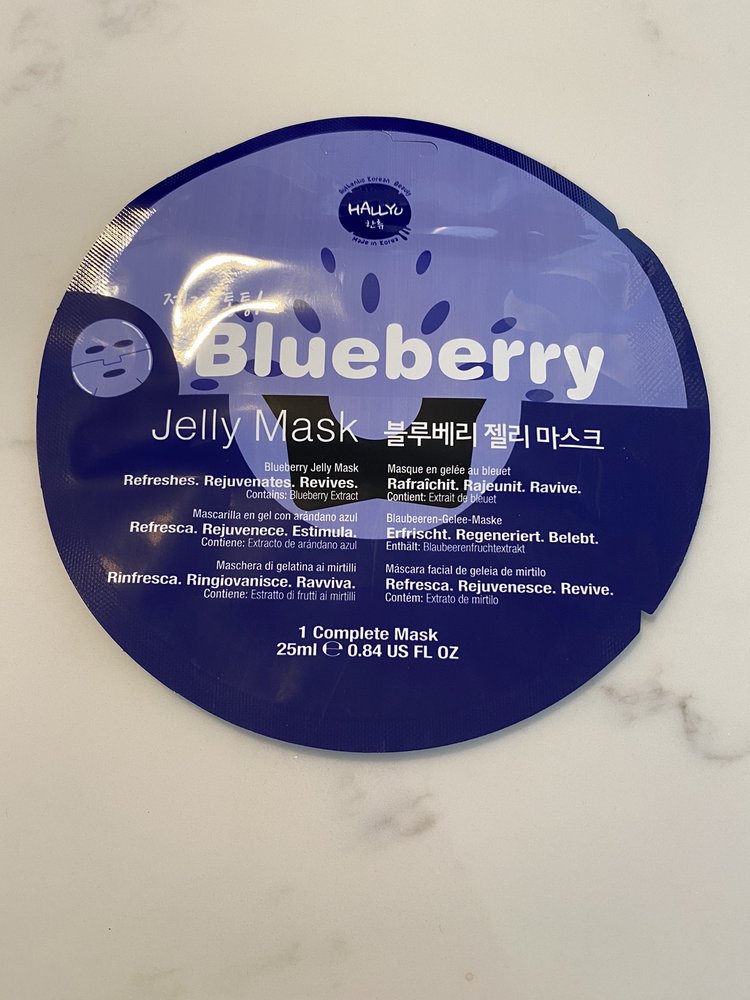 Authentic Korean Beauty
HALLYU
한류
Made in Korea
Blueberry
Jelly Mask 블루베리 젤리 마스크
Blueberry Jelly Mask
Refreshes. Rejuvenates. Revives.
Contains: Blueberry Extract
Masque en gelée au bleuet
Rafraîchit. Rajeunit. Ravive.
Contient: Extrait de bleuet
Mascarilla en gel con arándano azul
Refresca. Rejuvenece. Estimula.
Contiene: Extracto de arándano azul
Blaubeeren-Gelee-Maske
Erfrischt. Regeneriert. Belebt.
Enthält: Blaubeerenfruchtextrakt
Maschera di gelatina ai mirtilli
Rinfresca. Ringiovanisce. Ravviva.
Contiene: Estratto di frutti ai mirtilli
Máscara facial de geleia de mirtilo
Refresca. Rejuvenesce. Revive.
Contém: Extrato de mirtilo
1 Complete Mask
25ml ℮ 0.84 US FL OZ